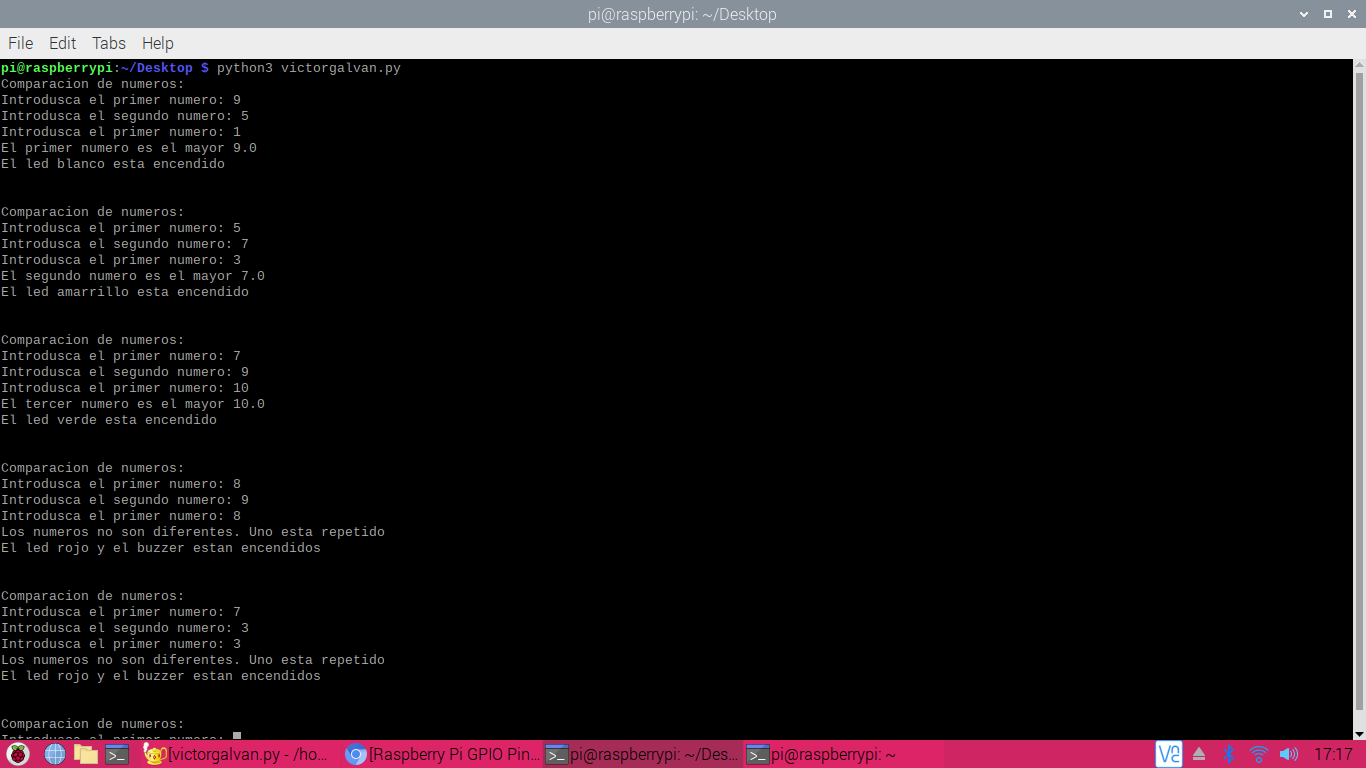 pi@raspberrypi: ~/Desktop
File Edit Tabs Help
pi@raspberrypi:~/Desktop $ python3 victorgalvan.py
Comparacion de numeros:
Introdusca el primer numero: 9
Introdusca el segundo numero: 5
Introdusca el primer numero: 1
El primer numero es el mayor 9.0
El led blanco esta encendido
Comparacion de numeros:
Introdusca el primer numero: 5
Introdusca el segundo numero: 7
Introdusca el primer numero: 3
El segundo numero es el mayor 7.0
El led amarrillo esta encendido
Comparacion de numeros:
Introdusca el primer numero: 7
Introdusca el segundo numero: 9
Introdusca el primer numero: 10
El tercer numero es el mayor 10.0
El led verde esta encendido
Comparacion de numeros:
Introdusca el primer numero: 8
Introdusca el segundo numero: 9
Introdusca el primer numero: 8
Los numeros no son diferentes. Uno esta repetido
El led rojo y el buzzer estan encendidos
Comparacion de numeros:
Introdusca el primer numero: 7
Introdusca el segundo numero: 3
Introdusca el primer numero: 3
Los numeros no son diferentes. Uno esta repetido
El led rojo y el buzzer estan encendidos
Comparacion de numeros:
Introdusca el primer numero:
[victorgalvan.py - /ho... [Raspberry Pi GPIO Pin... pi@raspberrypi: ~/Des... pi@raspberrypi: ~ 17:17